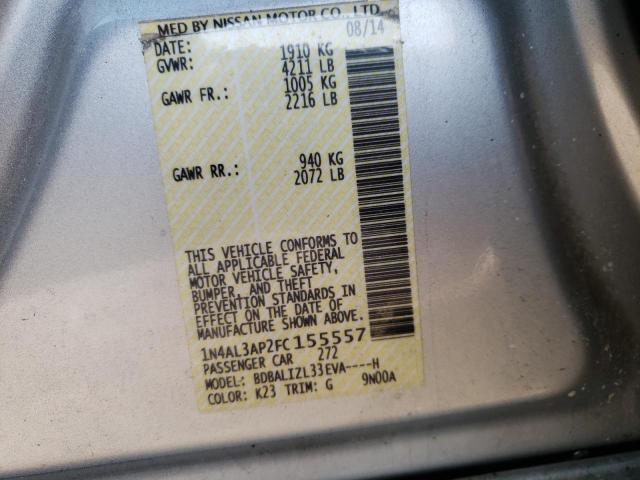 MFD BY NISSAN MOTOR CO., LTD.
DATE: 08/14
GVWR: 1910 KG
4211 LB
GAWR FR.: 1005 KG
2216 LB
GAWR RR.: 940 KG
2072 LB
THIS VEHICLE CONFORMS TO
ALL APPLICABLE FEDERAL
MOTOR VEHICLE SAFETY,
BUMPER, AND THEFT
PREVENTION STANDARDS IN
EFFECT ON THE DATE OF
MANUFACTURE SHOWN ABOVE.
1N4AL3AP2FC155557
PASSENGER CAR 272
MODEL: BDBALIZL33EVA----H
COLOR: K23 TRIM: G 9N00A